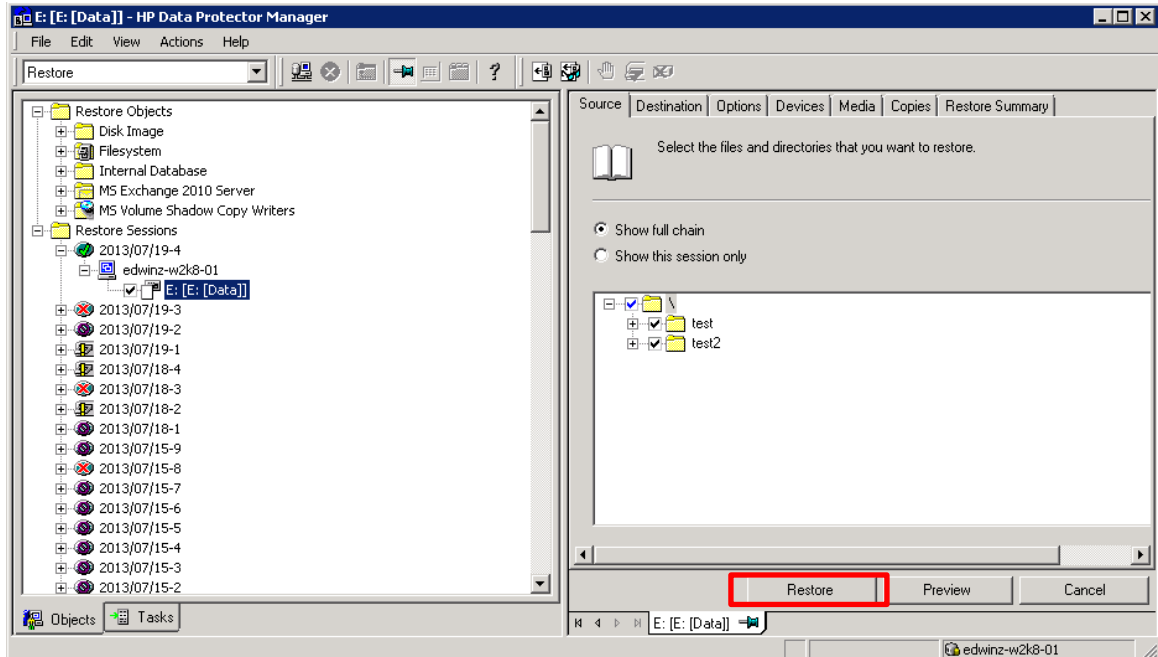 E: [E: [Data]] - HP Data Protector Manager
File Edit View Actions Help
Restore
Restore Objects
Disk Image
Filesystem
Internal Database
MS Exchange 2010 Server
MS Volume Shadow Copy Writers
Restore Sessions
2013/07/19-4
edwinz-w2k8-01
E: [E: [Data]]
2013/07/19-3
2013/07/19-2
2013/07/19-1
2013/07/18-4
2013/07/18-3
2013/07/18-2
2013/07/18-1
2013/07/15-9
2013/07/15-8
2013/07/15-7
2013/07/15-6
2013/07/15-5
2013/07/15-4
2013/07/15-3
2013/07/15-2
Objects Tasks
Source Destination Options Devices Media Copies Restore Summary
Select the files and directories that you want to restore.
Show full chain
Show this session only
\
test
test2
Restore Preview Cancel
E: [E: [Data]]
edwinz-w2k8-01